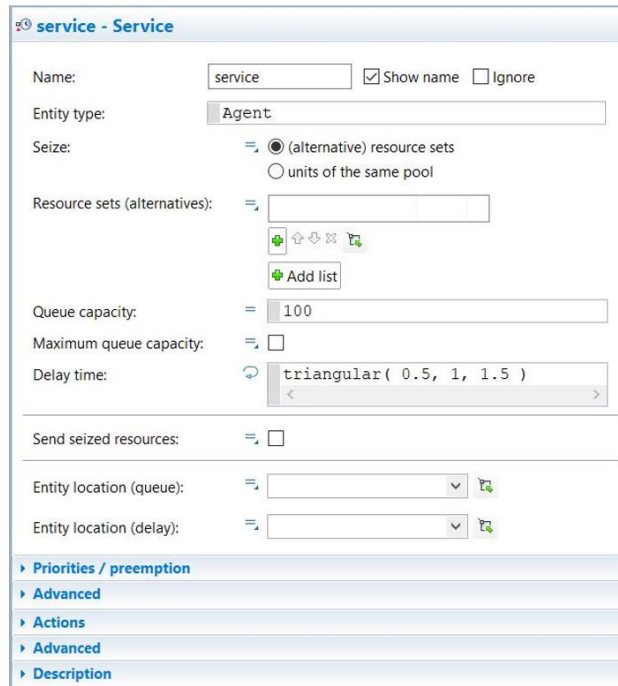 service - Service
Name: service Show name Ignore
Entity type: Agent
Seize: (alternative) resource sets
units of the same pool
Resource sets (alternatives):
Add list
Queue capacity: 100
Maximum queue capacity:
Delay time: triangular( 0.5, 1, 1.5 )
Send seized resources:
Entity location (queue):
Entity location (delay):
Priorities / preemption
Advanced
Actions
Advanced
Description